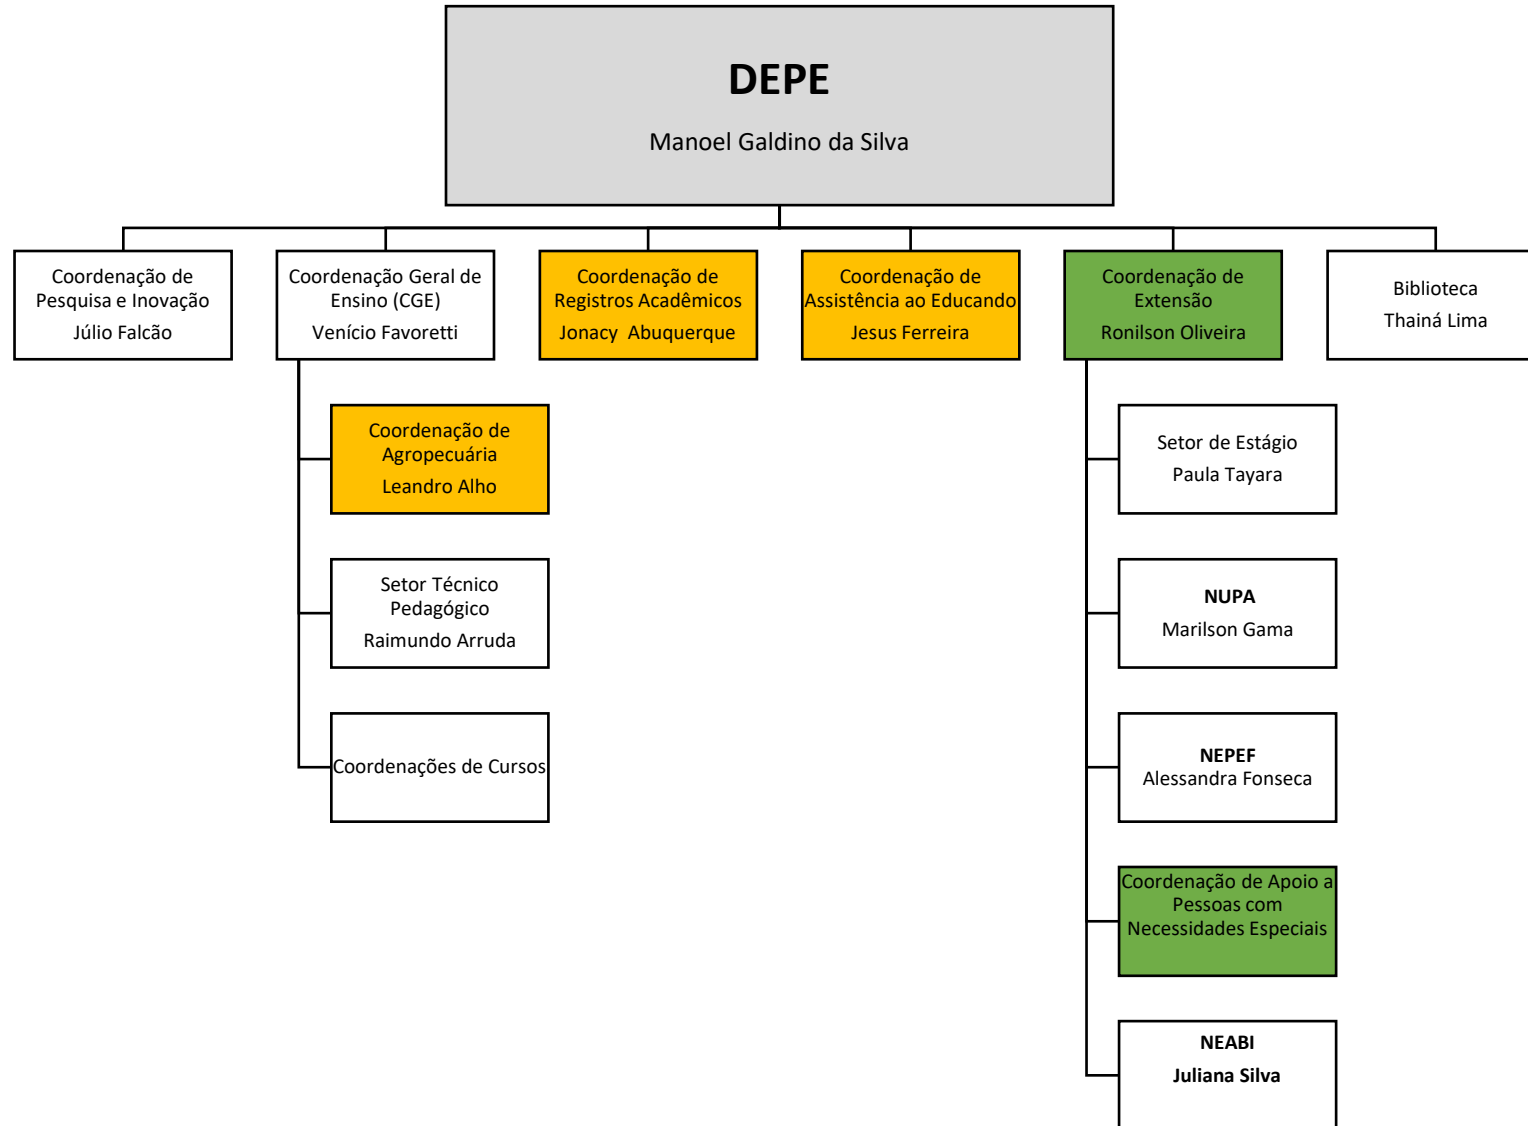 DEPE
Manoel Galdino da Silva
Coordenação de
Pesquisa e Inovação
Júlio Falcão
Coordenação Geral de
Ensino (CGE)
Venício Favoretti
Coordenação de
Registros Acadêmicos
Jonacy  Abuquerque
Coordenação de
Assistência ao Educando
Jesus Ferreira
Coordenação de
Extensão
Ronilson Oliveira
Biblioteca
Thainá Lima
Coordenação de
Agropecuária
Leandro Alho
Setor Técnico
Pedagógico
Raimundo Arruda
Coordenações de Cursos
Setor de Estágio
Paula Tayara
NUPA
Marilson Gama
NEPEF
Alessandra Fonseca
Coordenação de Apoio a
Pessoas com
Necessidades Especiais
NEABI
Juliana Silva